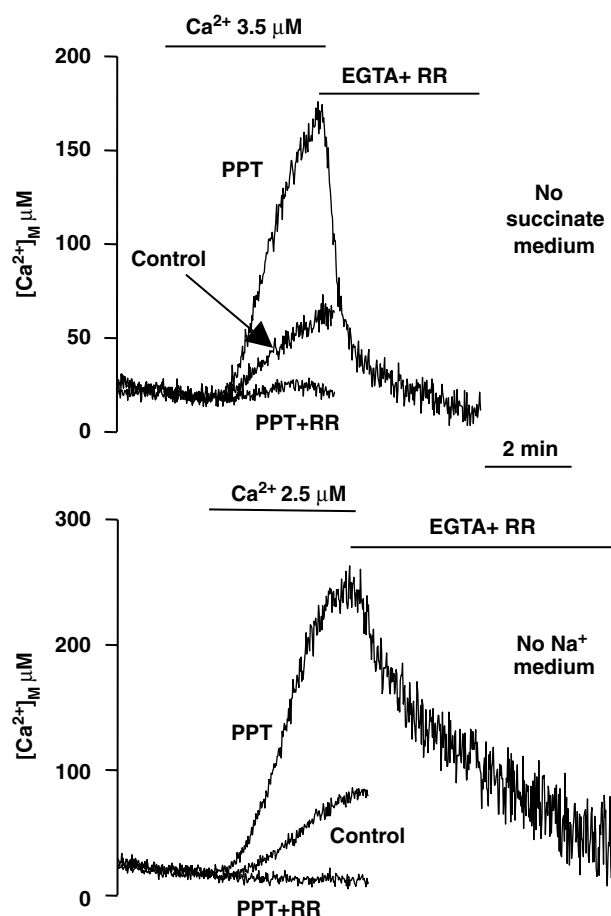 Ca²⁺ 3.5 μM
200
EGTA+ RR
150
PPT
No
succinate
medium
[Ca²⁺]M μM
100
Control
50
PPT+RR
0
2 min
Ca²⁺ 2.5 μM
300
EGTA+ RR
No Na⁺
medium
200
[Ca²⁺]M μM
PPT
100
Control
0
PPT+RR